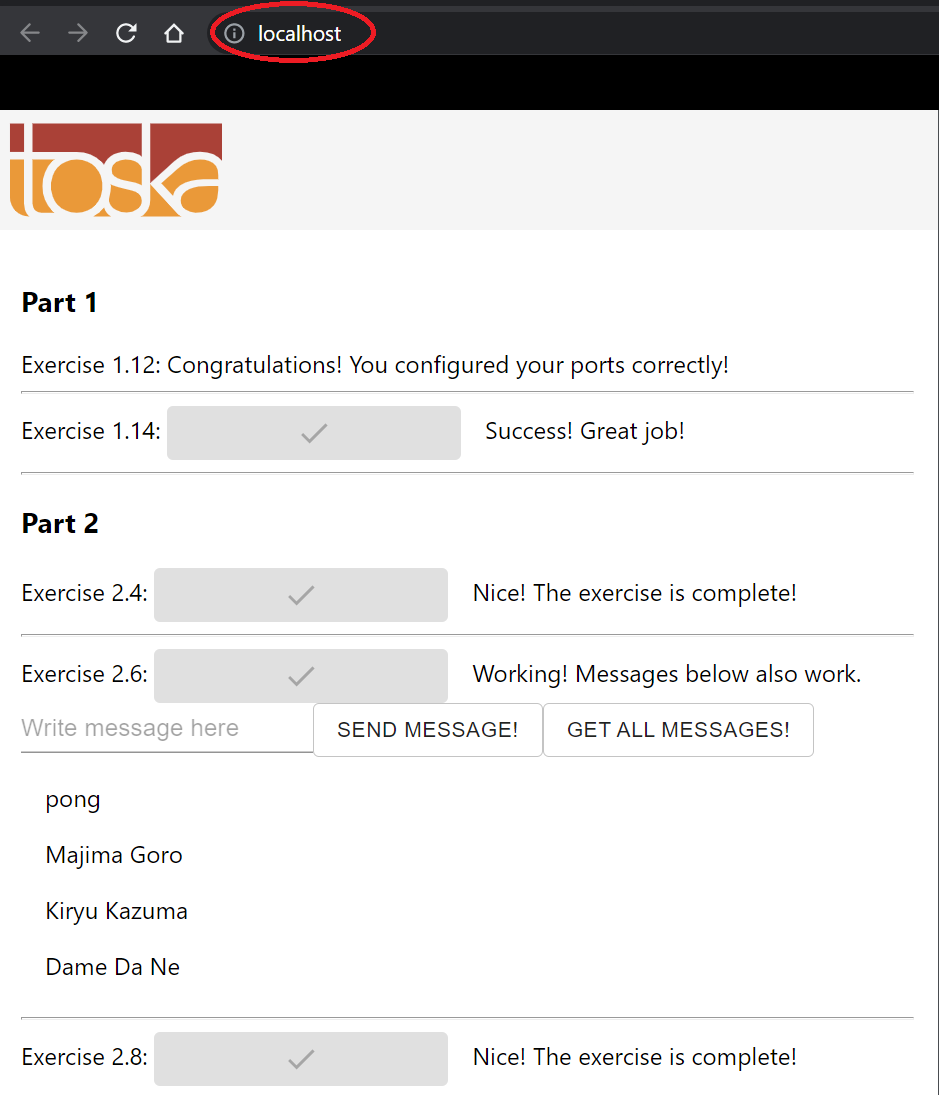 localhost
toska
Part 1
Exercise 1.12: Congratulations! You configured your ports correctly!
Exercise 1.14: Success! Great job!
Part 2
Exercise 2.4: Nice! The exercise is complete!
Exercise 2.6: Working! Messages below also work.
Write message here SEND MESSAGE! GET ALL MESSAGES!
pong
Majima Goro
Kiryu Kazuma
Dame Da Ne
Exercise 2.8: Nice! The exercise is complete!